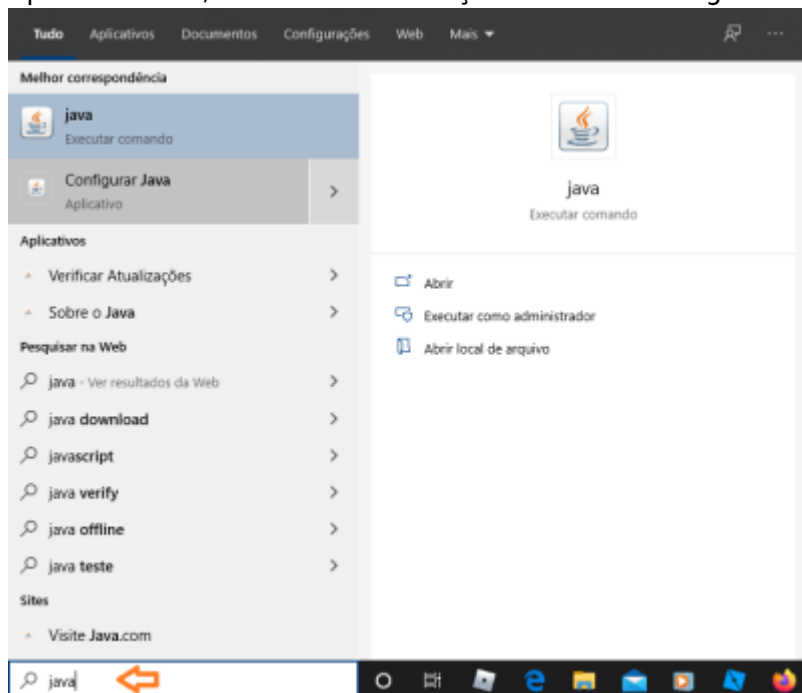 Tudo Aplicativos Documentos Configurações Web Mais
Melhor correspondência
java
Executar comando
Configurar Java
Aplicativo
Aplicativos
Verificar Atualizações
Sobre o Java
Pesquisar na Web
java - Ver resultados da Web
java download
javascript
java verify
java offline
java teste
Sites
Visite Java.com
java
java
Executar comando
Abrir
Executar como administrador
Abrir local de arquivo